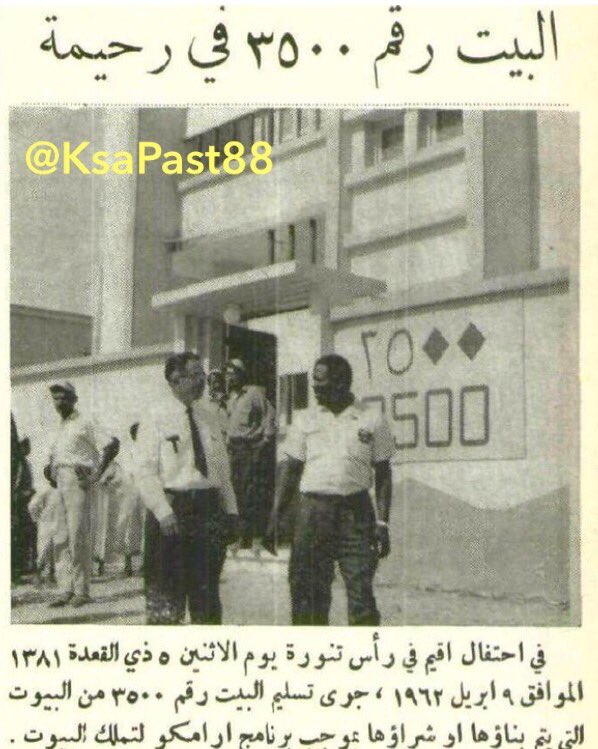 البيت رقم ٣٥٠٠ في رحيمة
@KsaPast88
٣٥٠٠
3500
في احتفال اقيم في رأس تنورة يوم الاثنين ٥ ذي القعدة ١٣٨١
الموافق ٩ ابريل ١٩٦٢ ، جرى تسليم البيت رقم ٣٥٠٠ من البيوت
التي يتم بناؤها او شراؤها بموجب برنامج ارامكو لتملك البيوت .